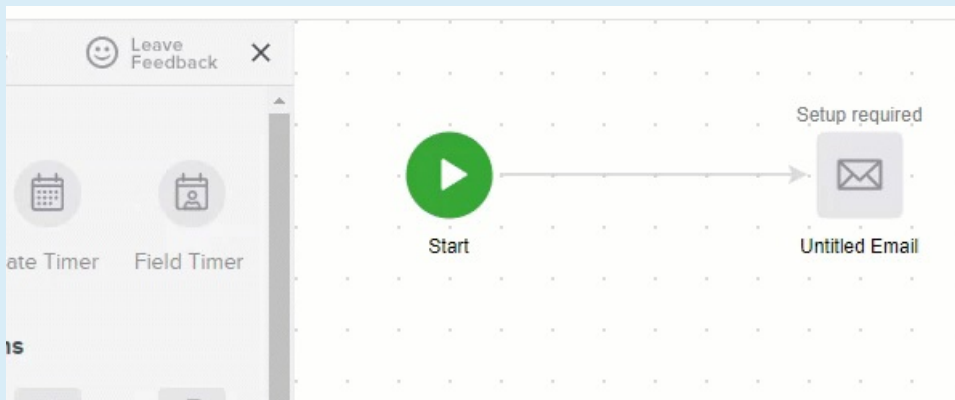 Leave
Feedback
Setup required
ate Timer
Field Timer
Start
Untitled Email
ns